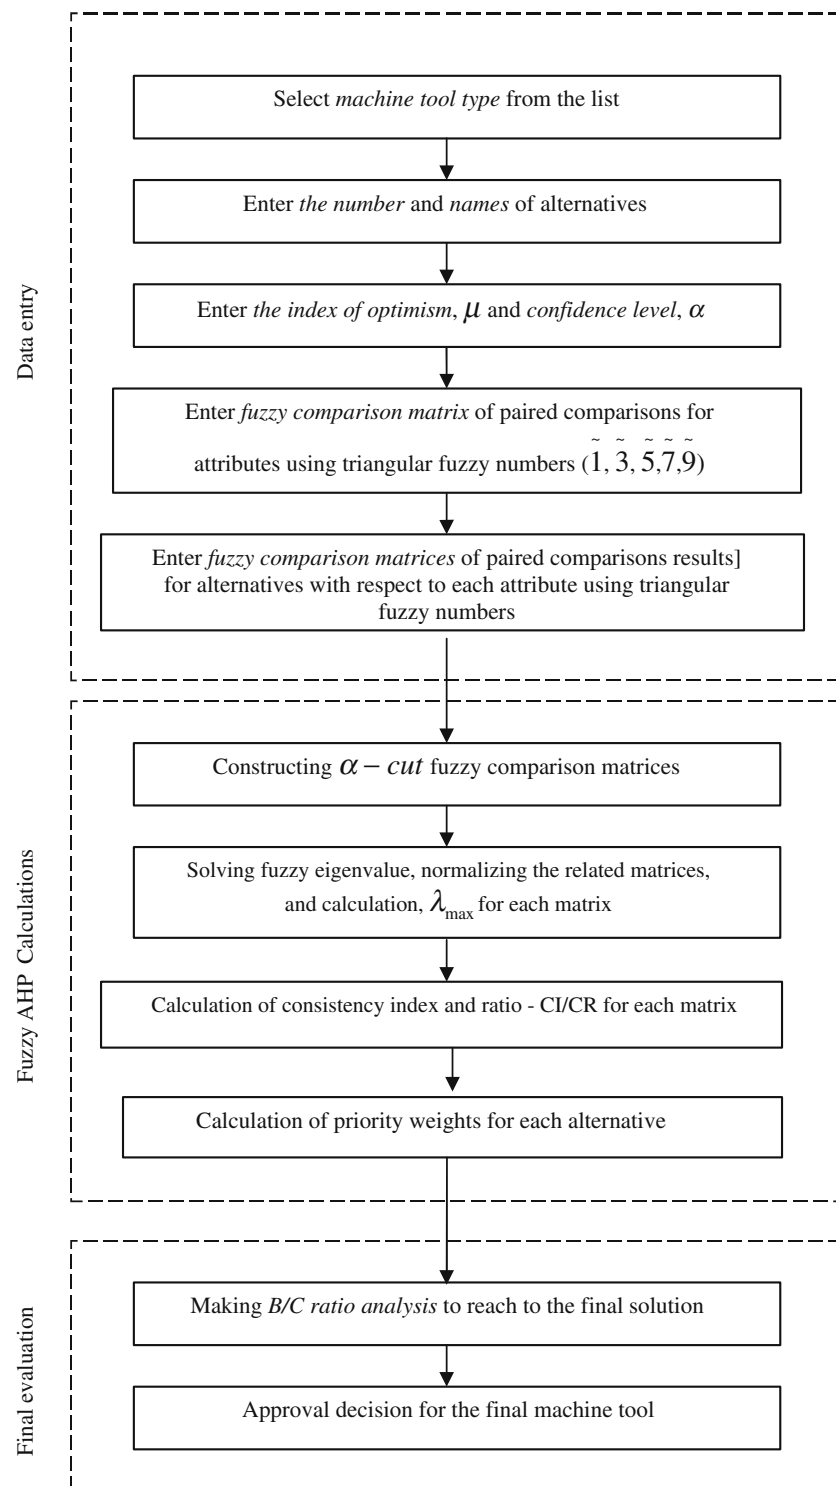 Data entry
Select machine tool type from the list
Enter the number and names of alternatives
Enter the index of optimism, μ and confidence level, α
Enter fuzzy comparison matrix of paired comparisons for
attributes using triangular fuzzy numbers (1̃, 3̃, 5̃,7̃,9̃)
Enter fuzzy comparison matrices of paired comparisons results]
for alternatives with respect to each attribute using triangular
fuzzy numbers
Fuzzy AHP Calculations
Constructing α – cut fuzzy comparison matrices
Solving fuzzy eigenvalue, normalizing the related matrices,
and calculation, λmax for each matrix
Calculation of consistency index and ratio - CI/CR for each matrix
Calculation of priority weights for each alternative
Final evaluation
Making B/C ratio analysis to reach to the final solution
Approval decision for the final machine tool